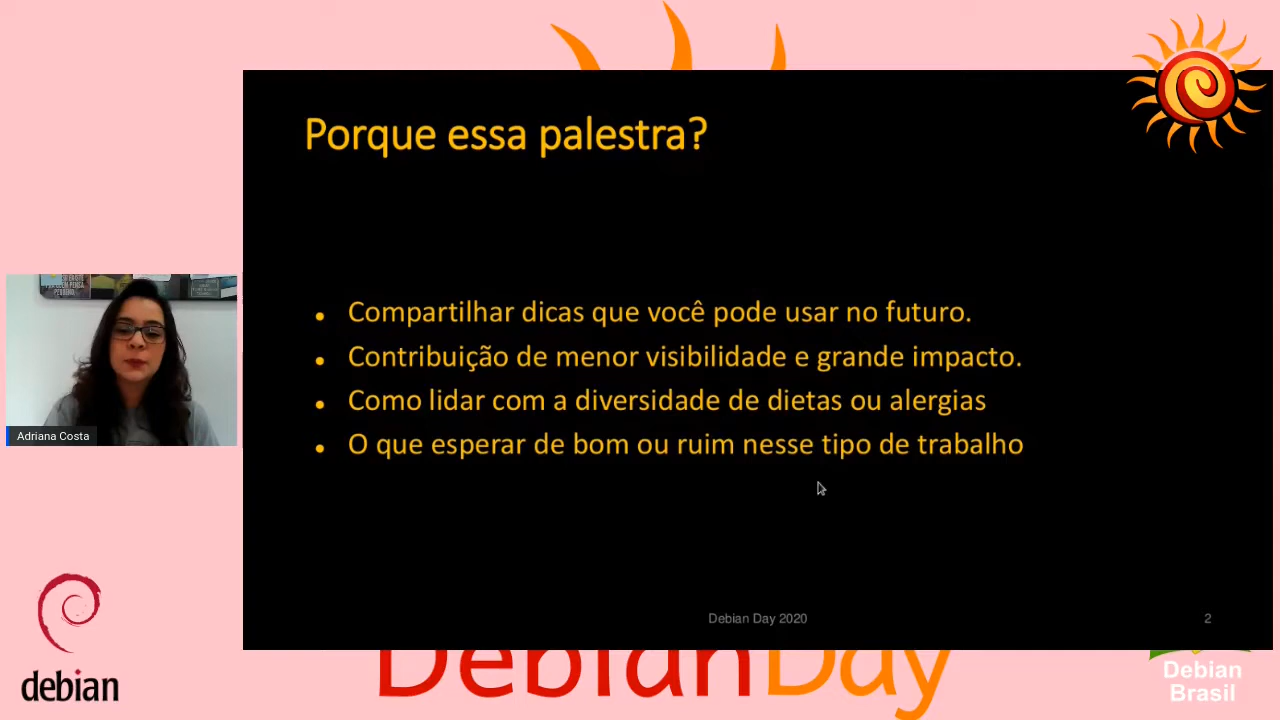 Porque essa palestra?
Compartilhar dicas que você pode usar no futuro.
Contribuição de menor visibilidade e grande impacto.
Como lidar com a diversidade de dietas ou alergias
O que esperar de bom ou ruim nesse tipo de trabalho
Adriana Costa
Debian Day 2020
2
debian
DebianDay
Debian
Brasil